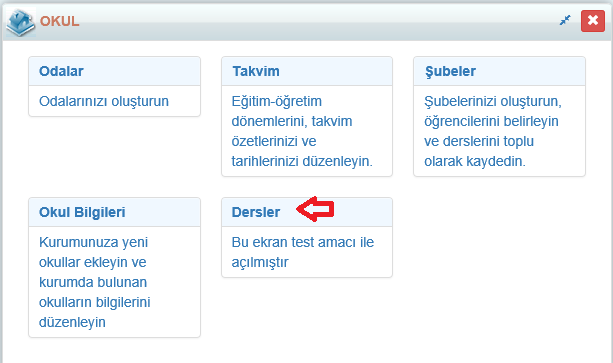 OKUL
Odalar
Odalarınızı oluşturun
Takvim
Eğitim-öğretim
dönemlerini, takvim
özetlerinizi ve
tarihlerinizi düzenleyin.
Şubeler
Şubelerinizi oluşturun,
öğrencilerini belirleyin
ve derslerini toplu
olarak kaydedin.
Okul Bilgileri
Kurumunuza yeni
okullar ekleyin ve
kurumda bulunan
okulların bilgilerini
düzenleyin
Dersler
Bu ekran test amacı ile
açılmıştır